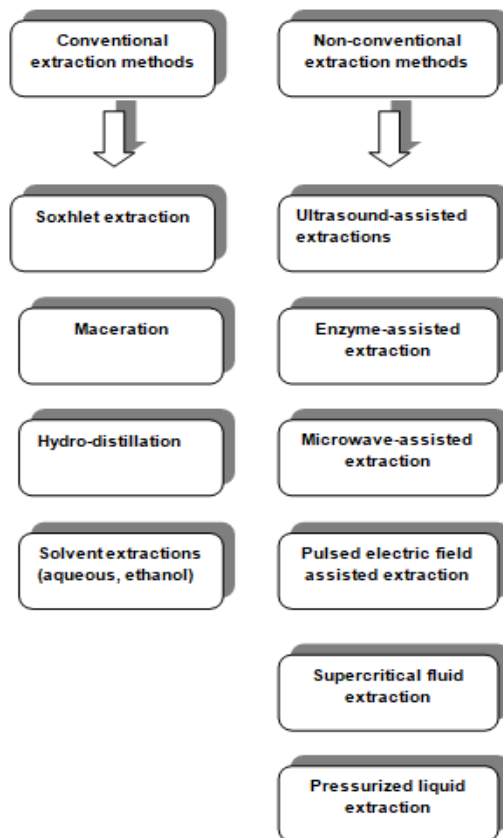 Conventional
extraction methods
Soxhlet extraction
Maceration
Hydro-distillation
Solvent extractions
(aqueous, ethanol)
Non-conventional
extraction methods
Ultrasound-assisted
extractions
Enzyme-assisted
extraction
Microwave-assisted
extraction
Pulsed electric field
assisted extraction
Supercritical fluid
extraction
Pressurized liquid
extraction